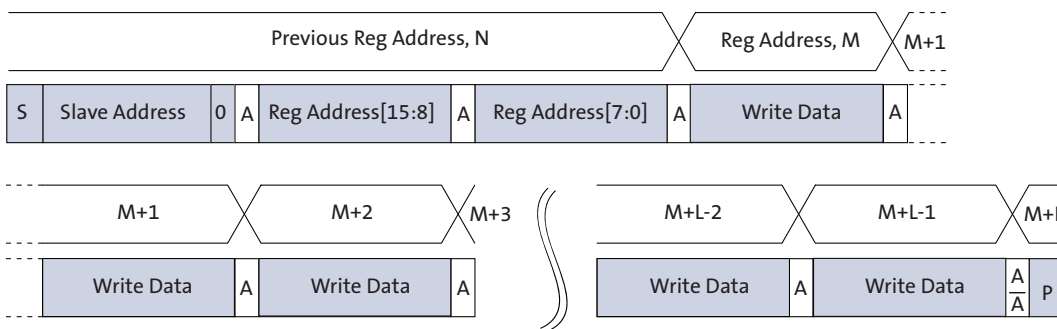 Previous Reg Address, N Reg Address, M M+1
S Slave Address 0 A Reg Address[15:8] A Reg Address[7:0] A Write Data A
M+1 M+2 M+3 M+L-2 M+L-1
Write Data A Write Data A Write Data A Write Data A P
A